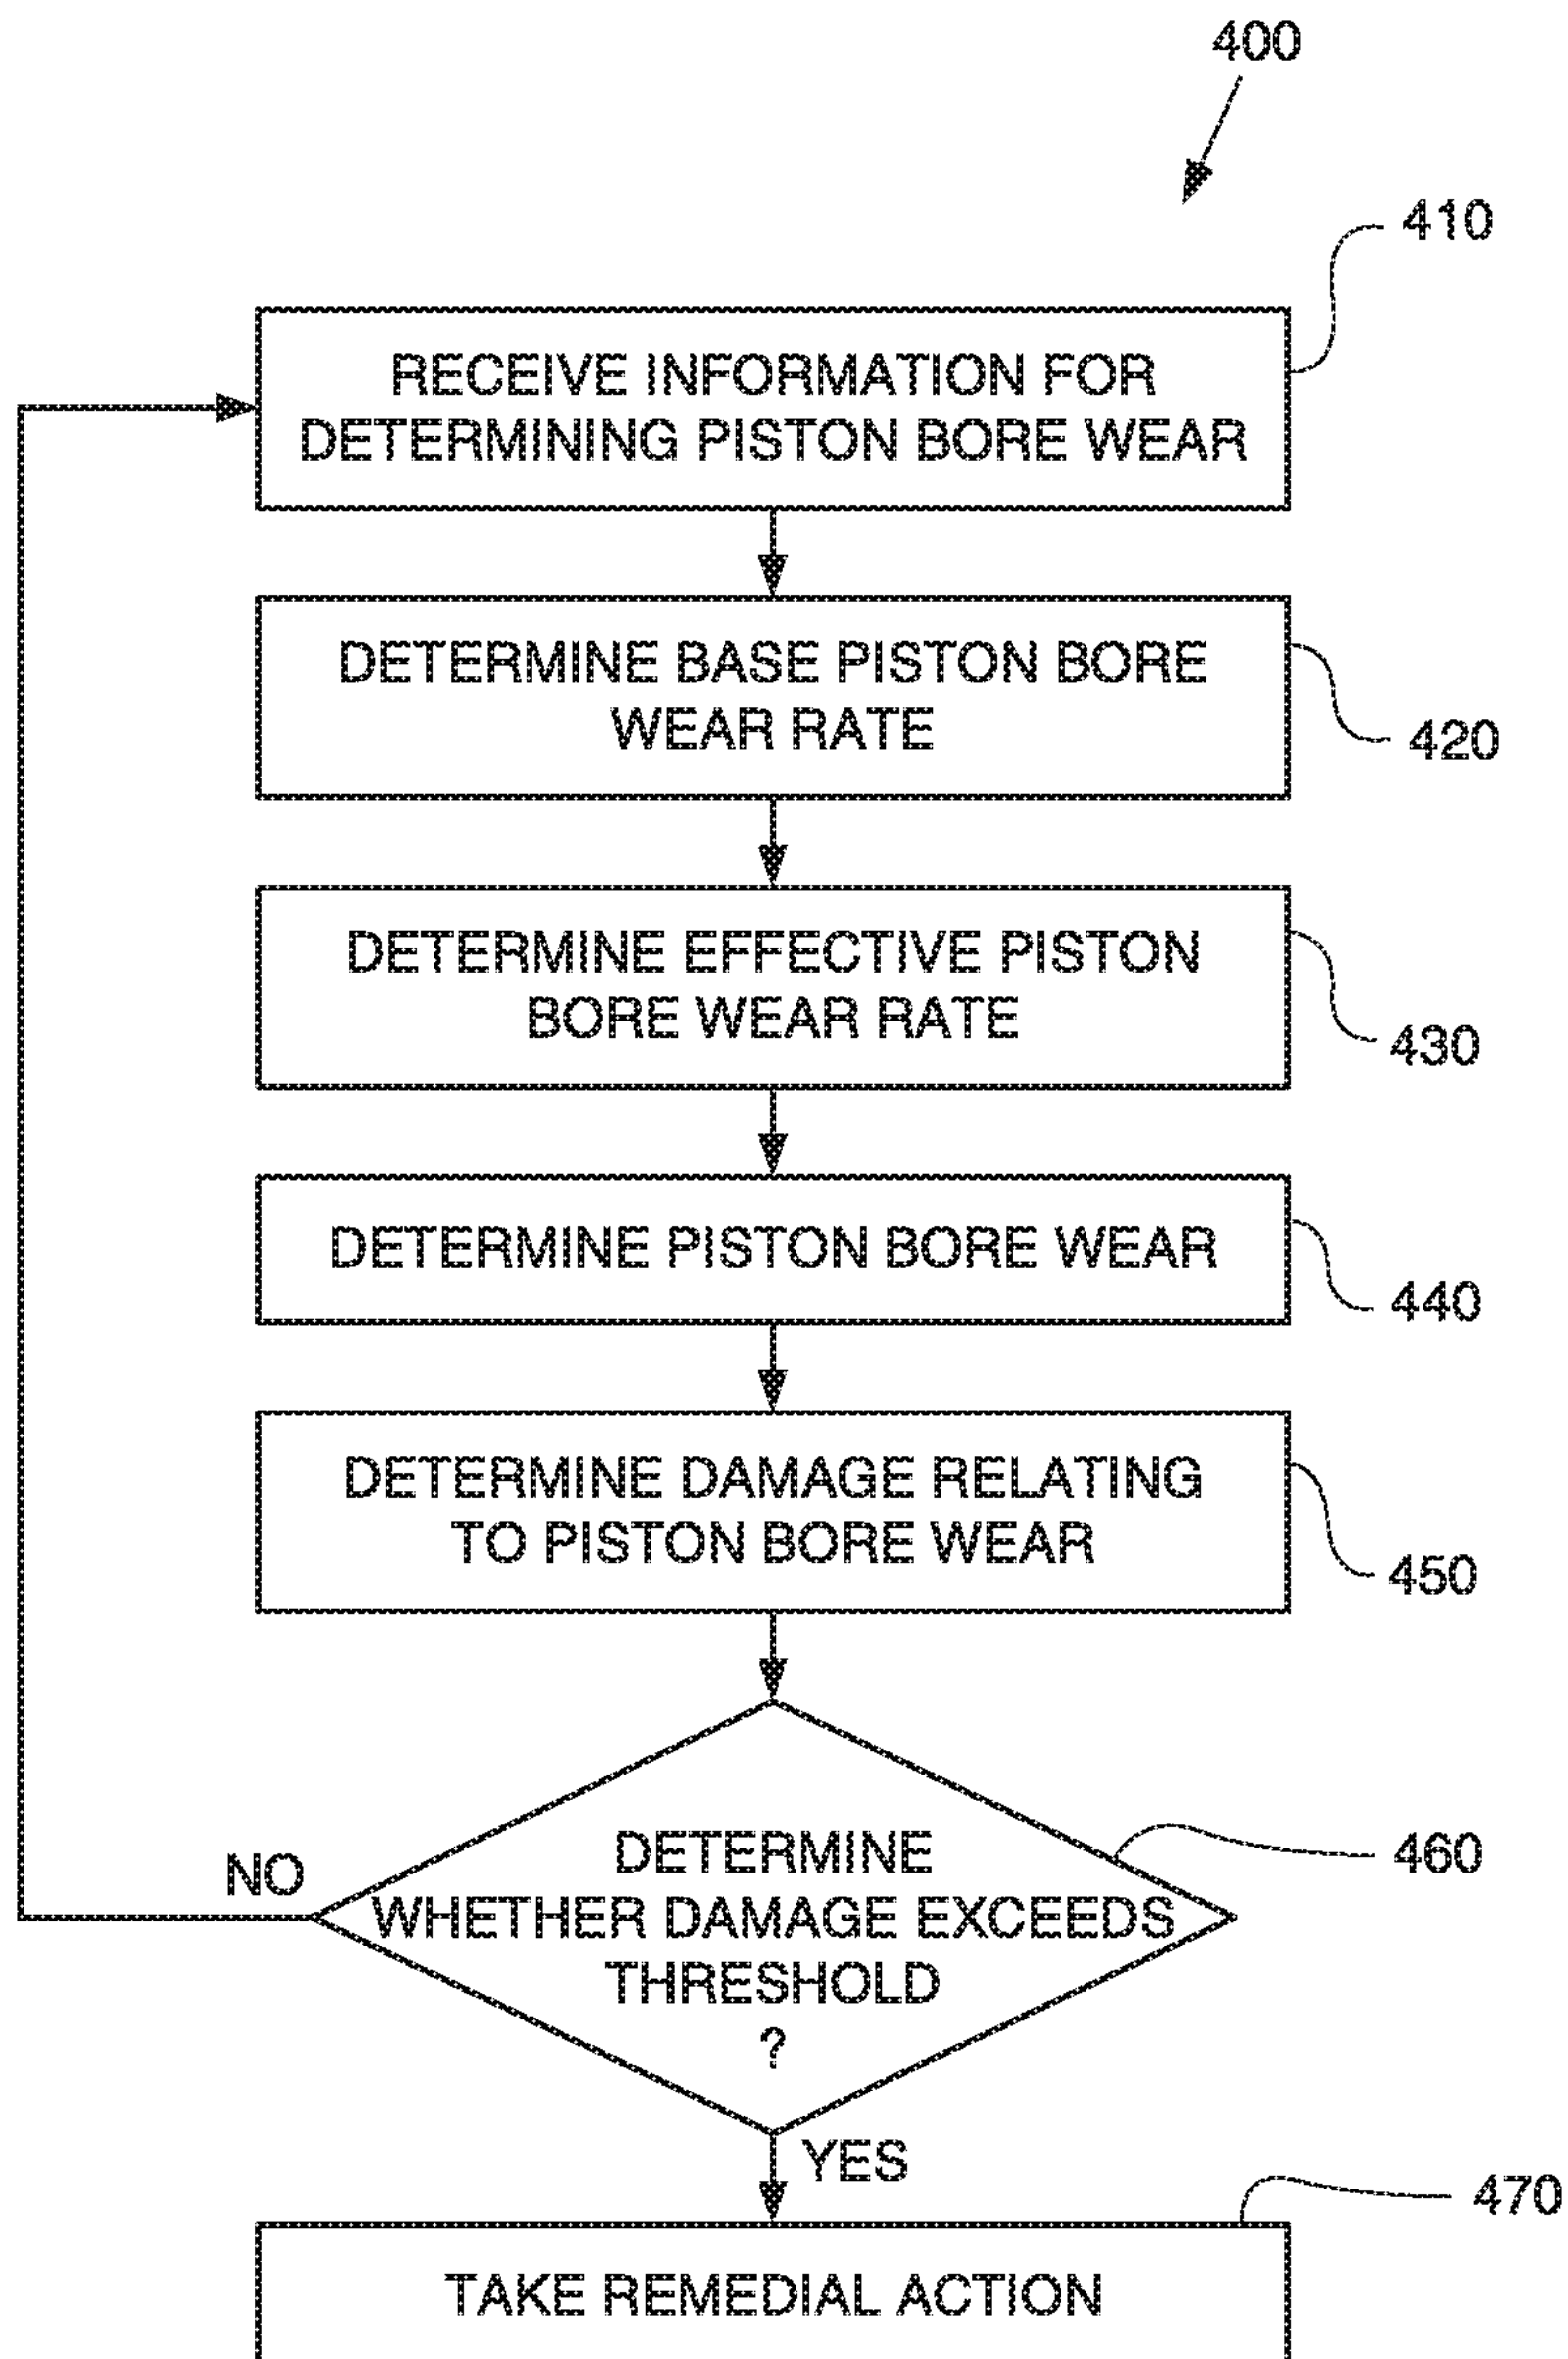 400
410
RECEIVE INFORMATION FOR
DETERMINING PISTON BORE WEAR
DETERMINE BASE PISTON BORE
WEAR RATE
420
DETERMINE EFFECTIVE PISTON
BORE WEAR RATE
430
DETERMINE PISTON BORE WEAR
440
DETERMINE DAMAGE RELATING
TO PISTON BORE WEAR
450
DETERMINE
WHETHER DAMAGE EXCEEDS
THRESHOLD
?
460
NO
YES
470
TAKE REMEDIAL ACTION